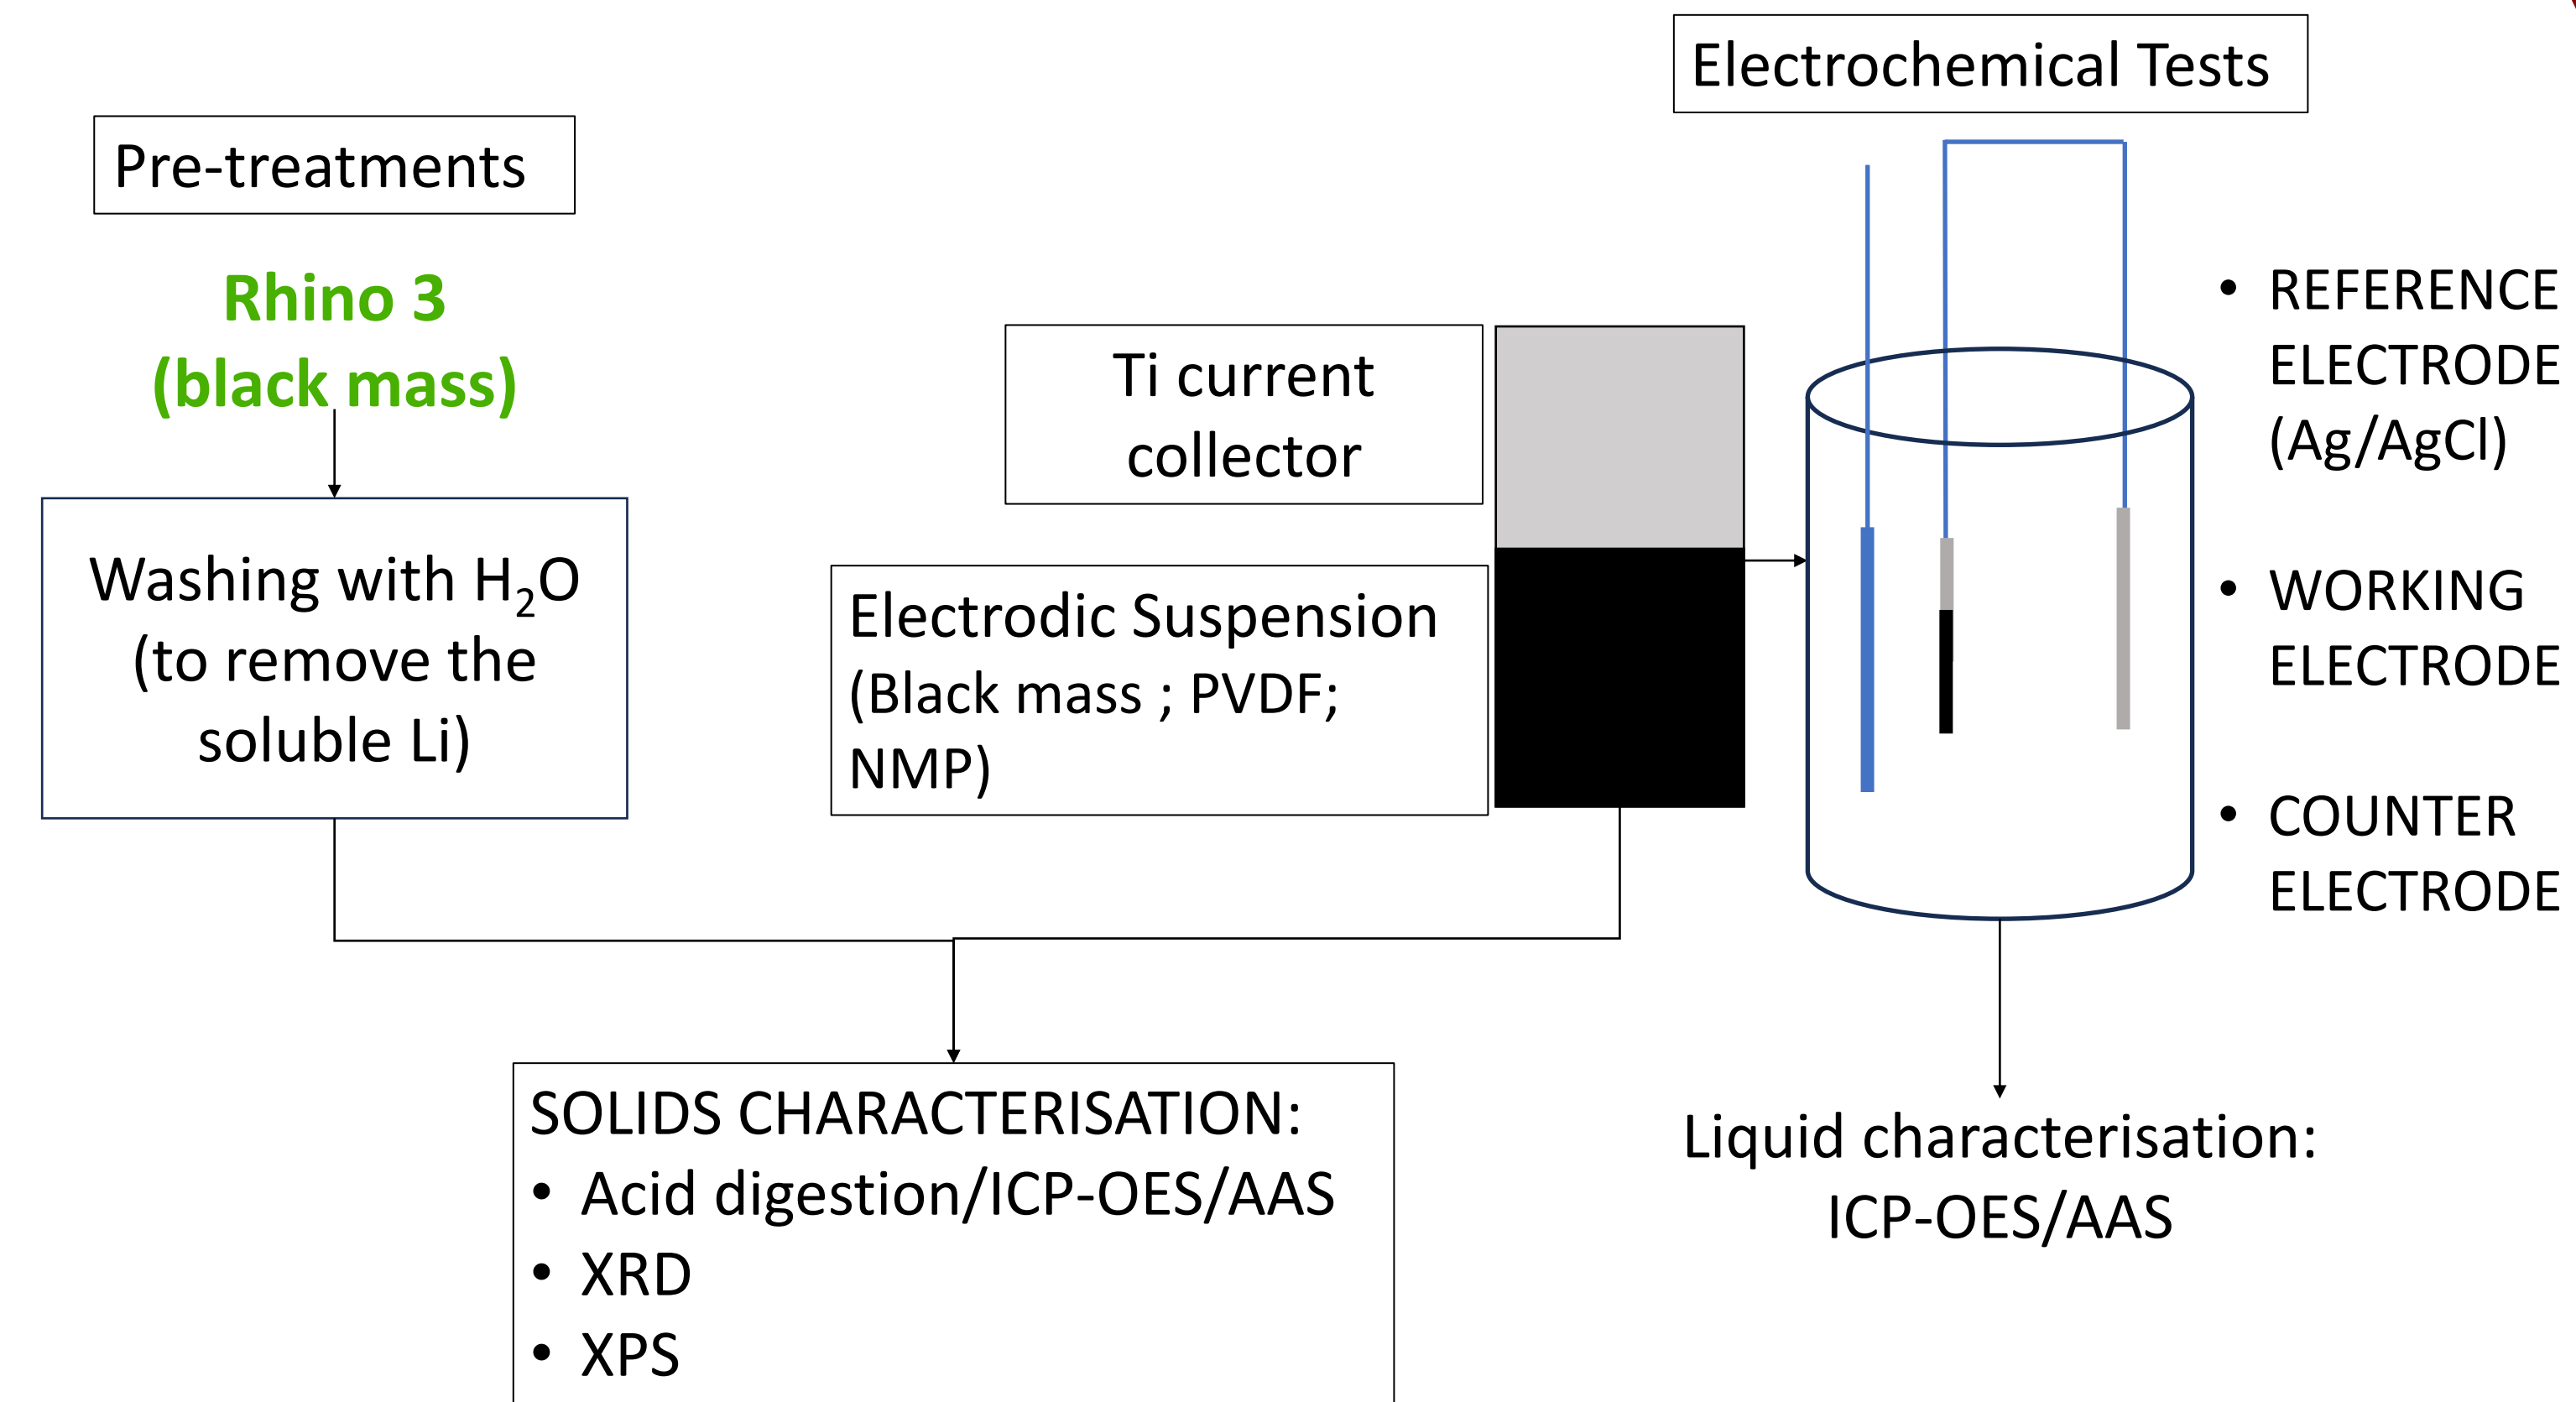 Pre-treatments
Rhino 3
(black mass)
Washing with H₂O
(to remove the
soluble Li)
Ti current
collector
Electrodic Suspension
(Black mass ; PVDF;
NMP)
Electrochemical Tests
• REFERENCE
ELECTRODE
(Ag/AgCl)
• WORKING
ELECTRODE
• COUNTER
ELECTRODE
SOLIDS CHARACTERISATION:
• Acid digestion/ICP-OES/AAS
• XRD
• XPS
Liquid characterisation:
ICP-OES/AAS